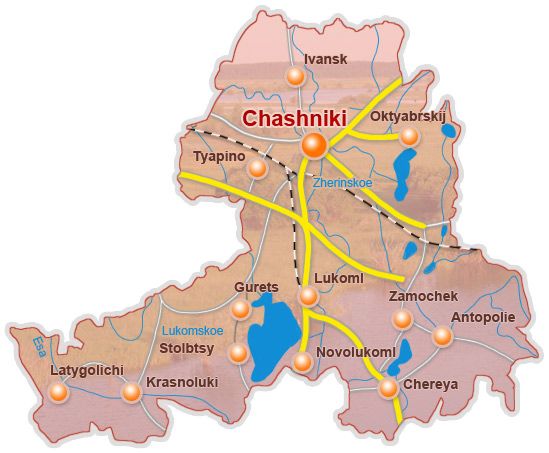 Ivansk
Chashniki
Oktyabrskij
Tyapino
Zherinskoe
Lukoml
Gurets
Zamochek
Antopolie
Lukomskoe
Stolbtsy
Esa
Novolukoml
Latygolichi
Krasnoluki
Chereya